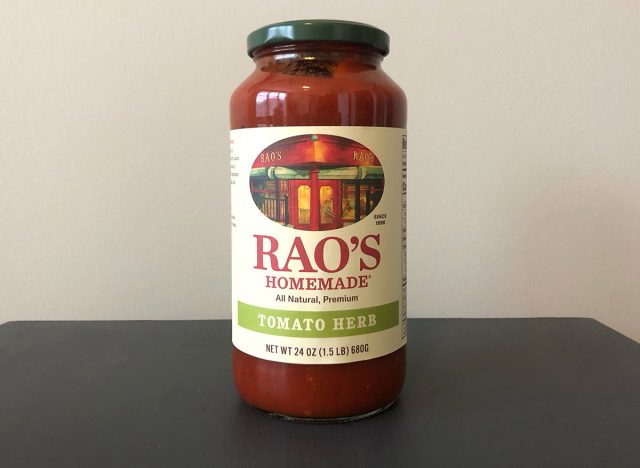 RAO'S RAO'S
SINCE
1896
RAO'S
HOMEMADE®
All Natural, Premium
TOMATO HERB
NET WT 24 OZ (1.5 LB) 680G